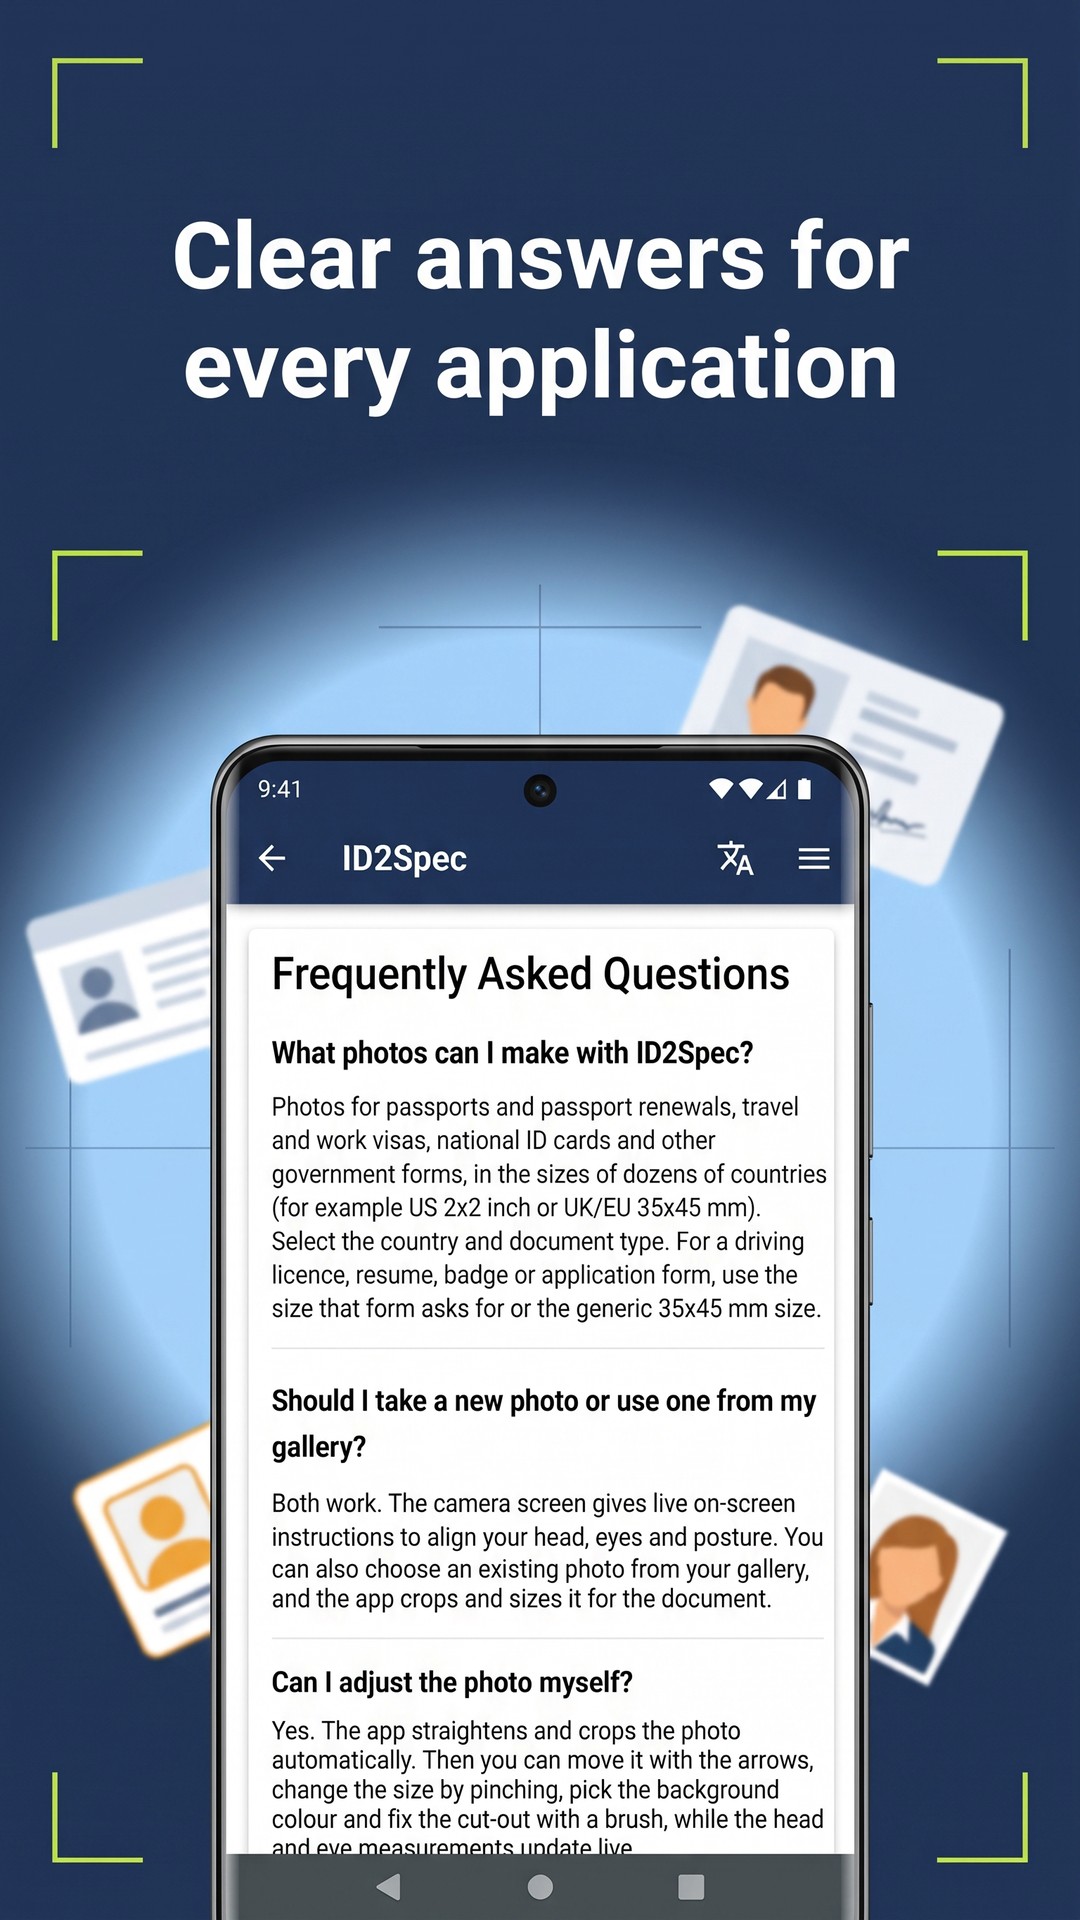 Clear answers for
every application
9:41
ID2Spec
Frequently Asked Questions
What photos can I make with ID2Spec?
Photos for passports and passport renewals, travel
and work visas, national ID cards and other
government forms, in the sizes of dozens of countries
(for example US 2x2 inch or UK/EU 35x45 mm).
Select the country and document type. For a driving
licence, resume, badge or application form, use the
size that form asks for or the generic 35x45 mm size.
Should I take a new photo or use one from my
gallery?
Both work. The camera screen gives live on-screen
instructions to align your head, eyes and posture. You
can also choose an existing photo from your gallery,
and the app crops and sizes it for the document.
Can I adjust the photo myself?
Yes. The app straightens and crops the photo
automatically. Then you can move it with the arrows,
change the size by pinching, pick the background
colour and fix the cut-out with a brush, while the head
and eye measurements update live